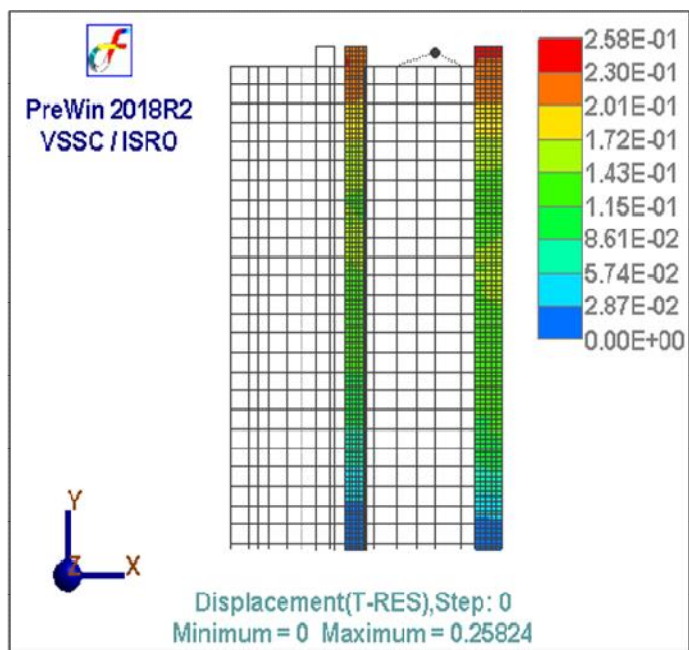 PreWin 2018R2
VSSC / ISRO
2.58E-01
2.30E-01
2.01E-01
1.72E-01
1.43E-01
1.15E-01
8.61E-02
5.74E-02
2.87E-02
0.00E+00
Y
Z
X
Displacement(T-RES),Step: 0
Minimum = 0 Maximum = 0.25824